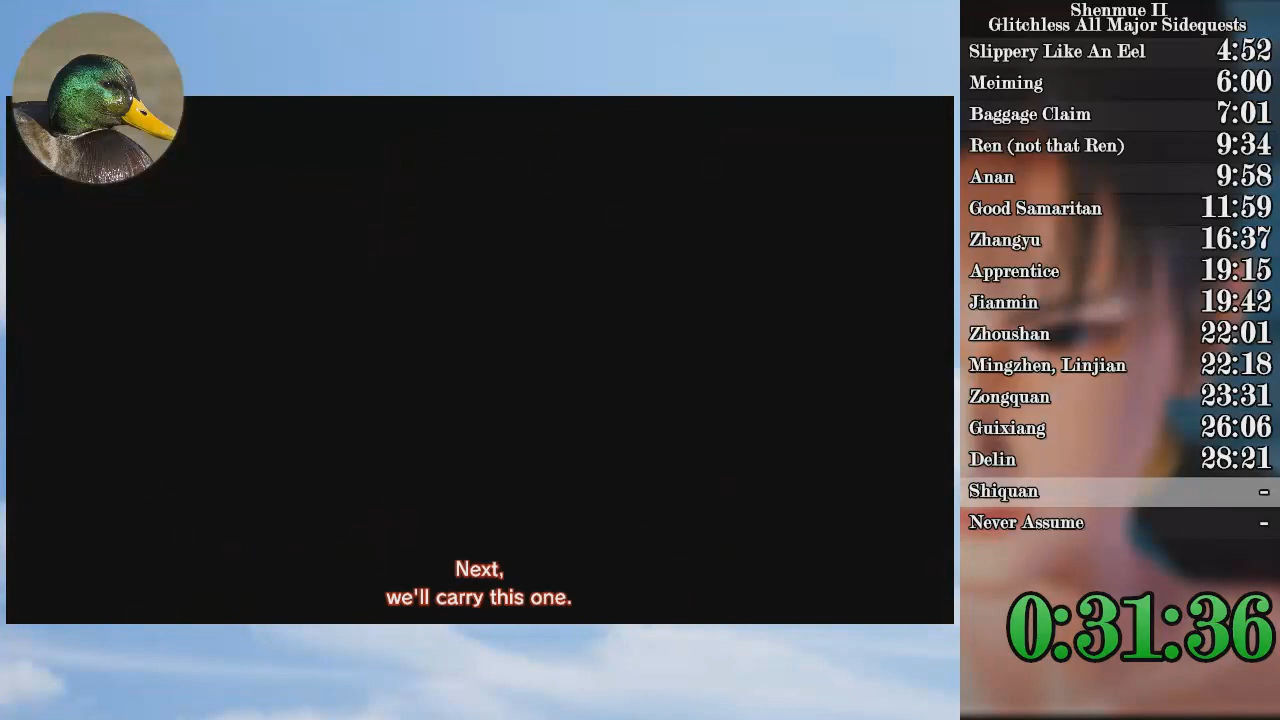 Shenmue II
Glitchless All Major Sidequests
Slippery Like An Eel 4:52
Meiming 6:00
Baggage Claim 7:01
Ren (not that Ren) 9:34
Anan 9:58
Good Samaritan 11:59
Zhangyu 16:37
Apprentice 19:15
Jianmin 19:42
Zhoushan 22:01
Mingzhen, Linjian 22:18
Zongquan 23:31
Guixiang 26:06
Delin 28:21
Shiquan -
Never Assume -
0:31:36
Next,
we'll carry this one.